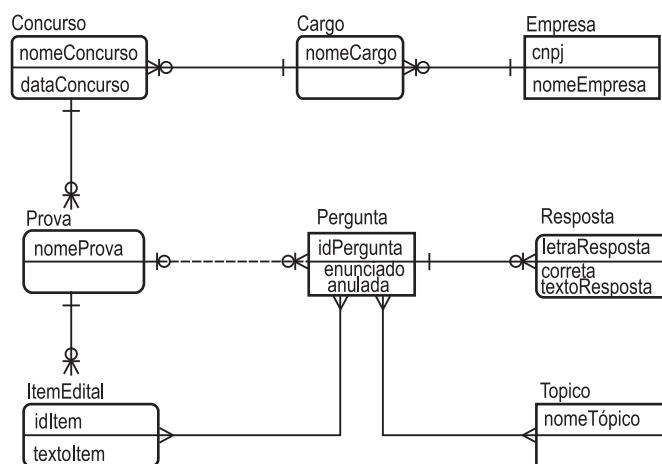 Concurso
nomeConcurso
dataConcurso
Cargo
nomeCargo
Empresa
cnpj
nomeEmpresa
Prova
nomeProva
Pergunta
idPergunta
enunciado
anulada
Resposta
letraResposta
correta
textoResposta
ItemEdital
idItem
textoItem
Topico
nomeTópico